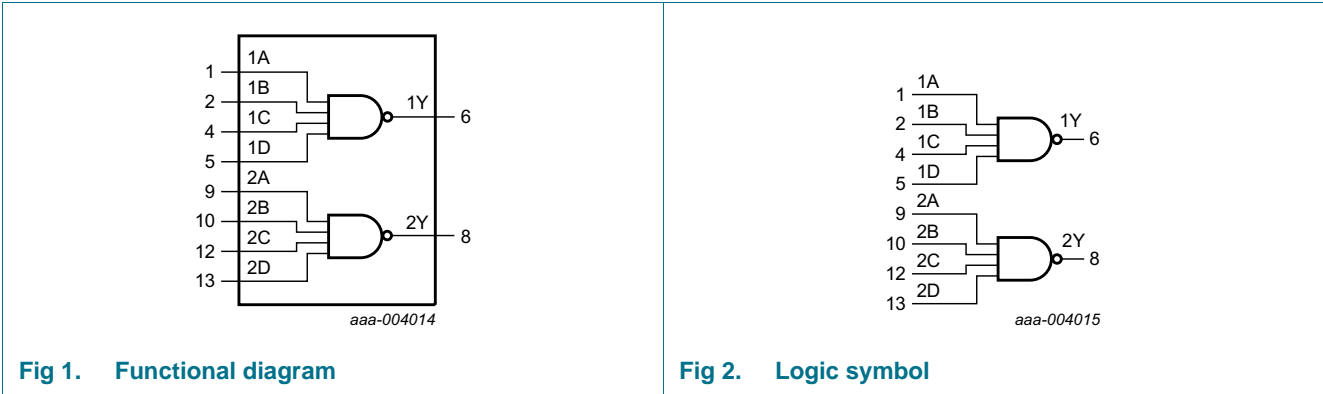 1A
1
1B
2
1C
4
1D
5
1Y
6
2A
9
2B
10
2C
12
2D
13
2Y
8
aaa-004014
Fig 1. Functional diagram
1A
1
1B
2
1C
4
1D
5
1Y
6
2A
9
2B
10
2C
12
2D
13
2Y
8
aaa-004015
Fig 2. Logic symbol